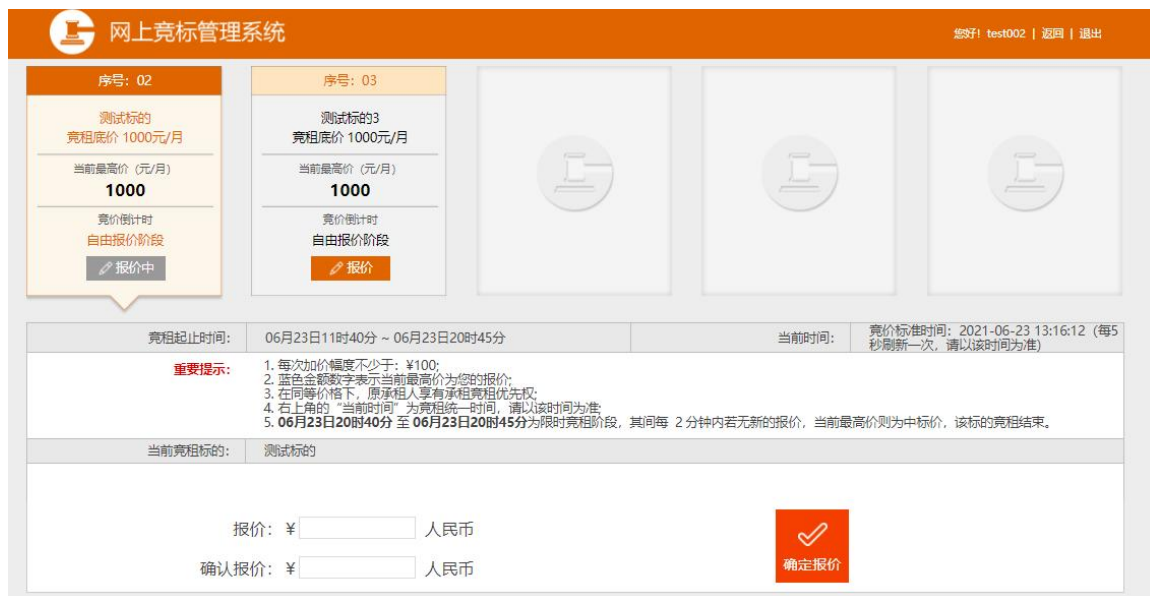 网上竞标管理系统
您好！test002 | 返回 | 退出
序号：02
测试标的
竞租底价 1000元/月
当前最高价（元/月）
1000
竞价倒计时
自由报价阶段
报价中
序号：03
测试标的3
竞租底价 1000元/月
当前最高价（元/月）
1000
竞价倒计时
自由报价阶段
报价
竞租起止时间：
06月23日11时40分 ~ 06月23日20时45分
当前时间：
竞价标准时间：2021-06-23 13:16:12（每5
秒刷新一次，请以该时间为准)
重要提示：
1. 每次加价幅度不少于：¥100;
2. 蓝色金额数字表示当前最高价为您的报价;
3. 在同等价格下，原承租人享有承租竞租优先权;
4. 右上角的“当前时间”为竞租统一时间，请以该时间为准;
5. 06月23日20时40分 至 06月23日20时45分为限时竞租阶段，其间每 2分钟内若无新的报价，当前最高价则为中标价，该标的竞租结束。
当前竞租标的：
测试标的
报价：¥ 人民币
确认报价：¥ 人民币
确定报价